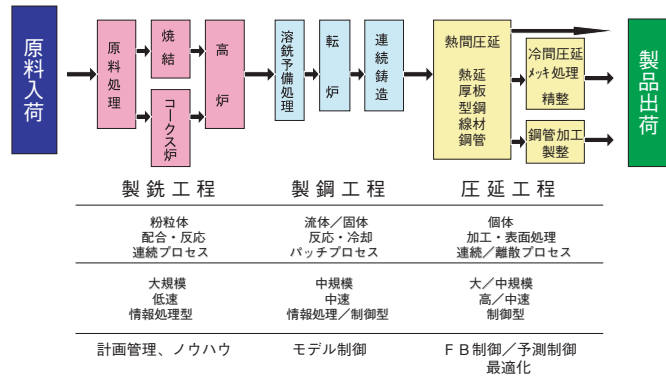 原料入荷
原料処理
焼結
コークス炉
高炉
溶銑予備処理
転炉
連続鋳造
熱間圧延
熱延
厚板
型鋼
線材
鋼管
冷間圧延
メッキ処理
精整
鋼管加工
製整
製品出荷
製銑工程 製鋼工程 圧延工程
粉粒体 流体／固体 個体
配合・反応 反応・冷却 加工・表面処理
連続プロセス バッチプロセス 連続／離散プロセス
大規模 中規模 大／中規模
低速 中速 高／中速
情報処理型 情報処理／制御型 制御型
計画管理、ノウハウ モデル制御 ＦＢ制御／予測制御
最適化